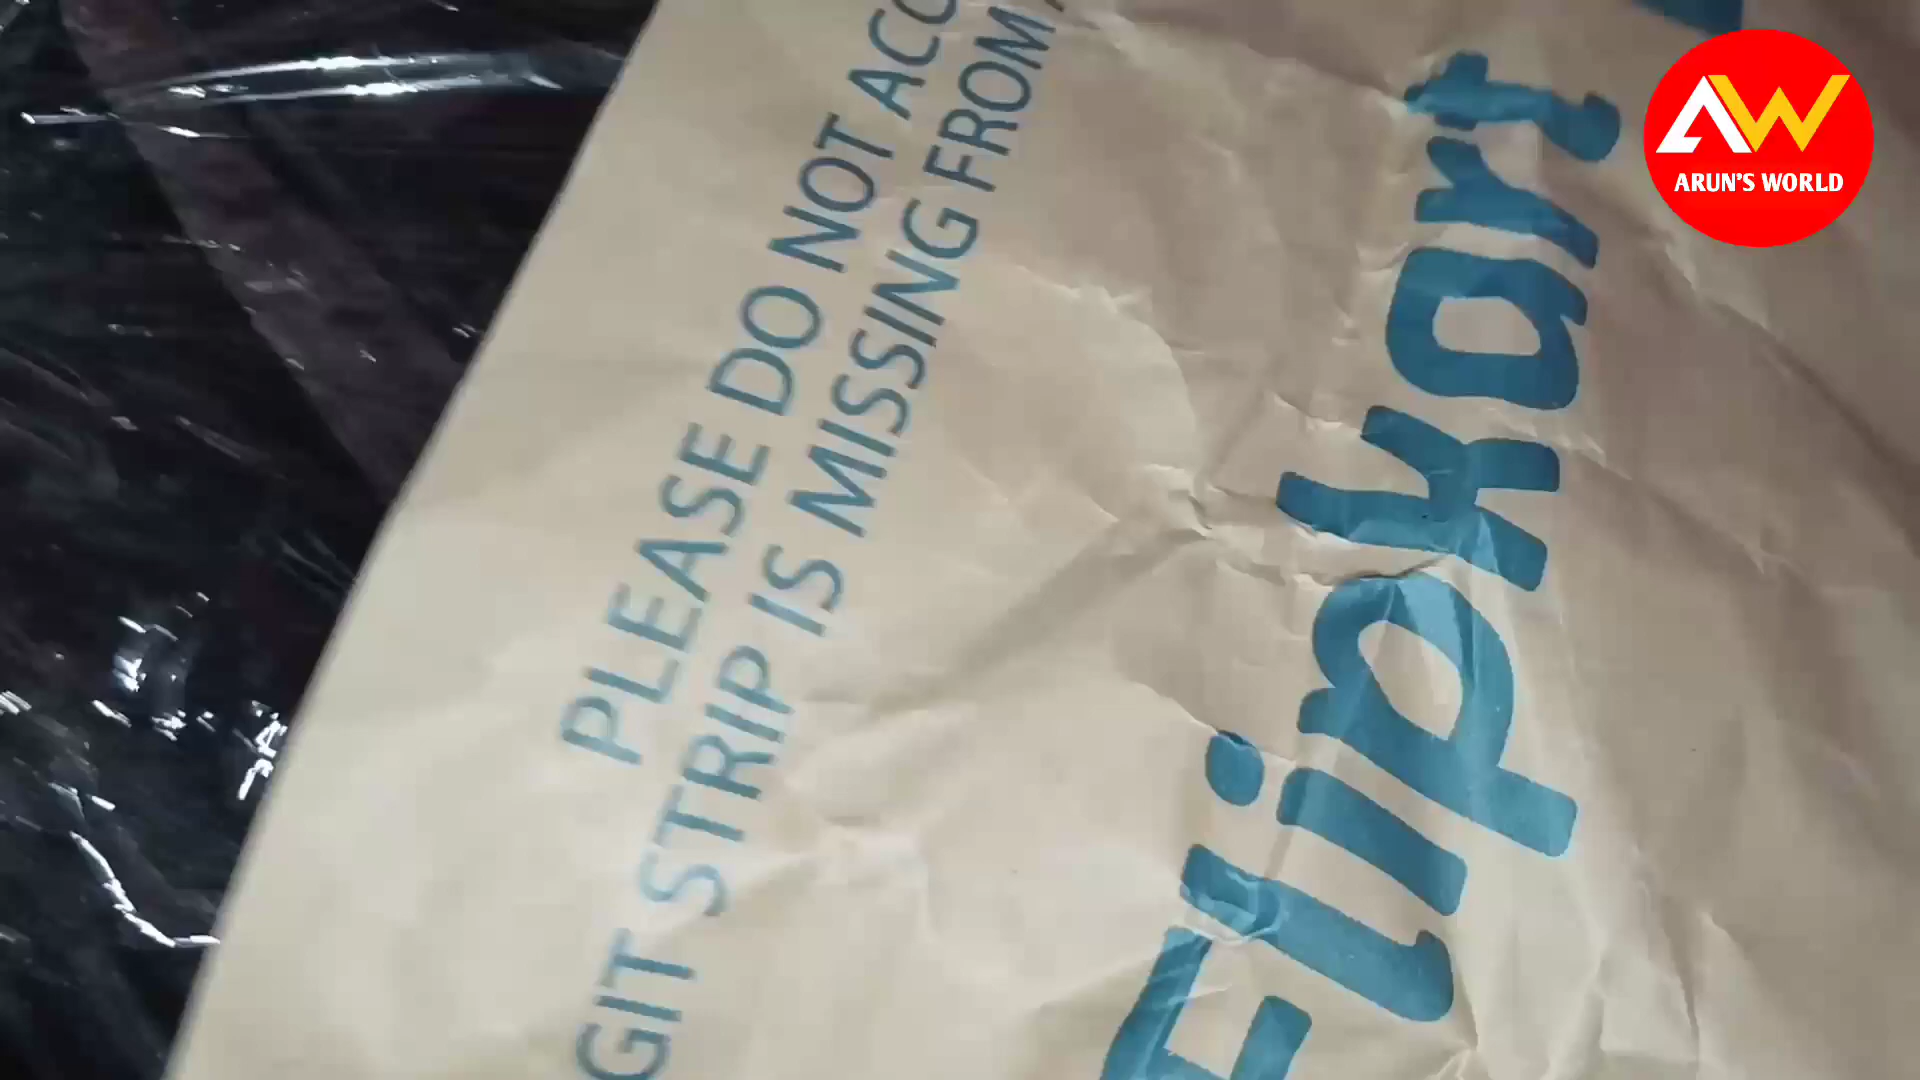 PLEASE DO NOT ACC
GIT STRIP IS MISSING FROM
Flipkart
AW
ARUN'S WORLD